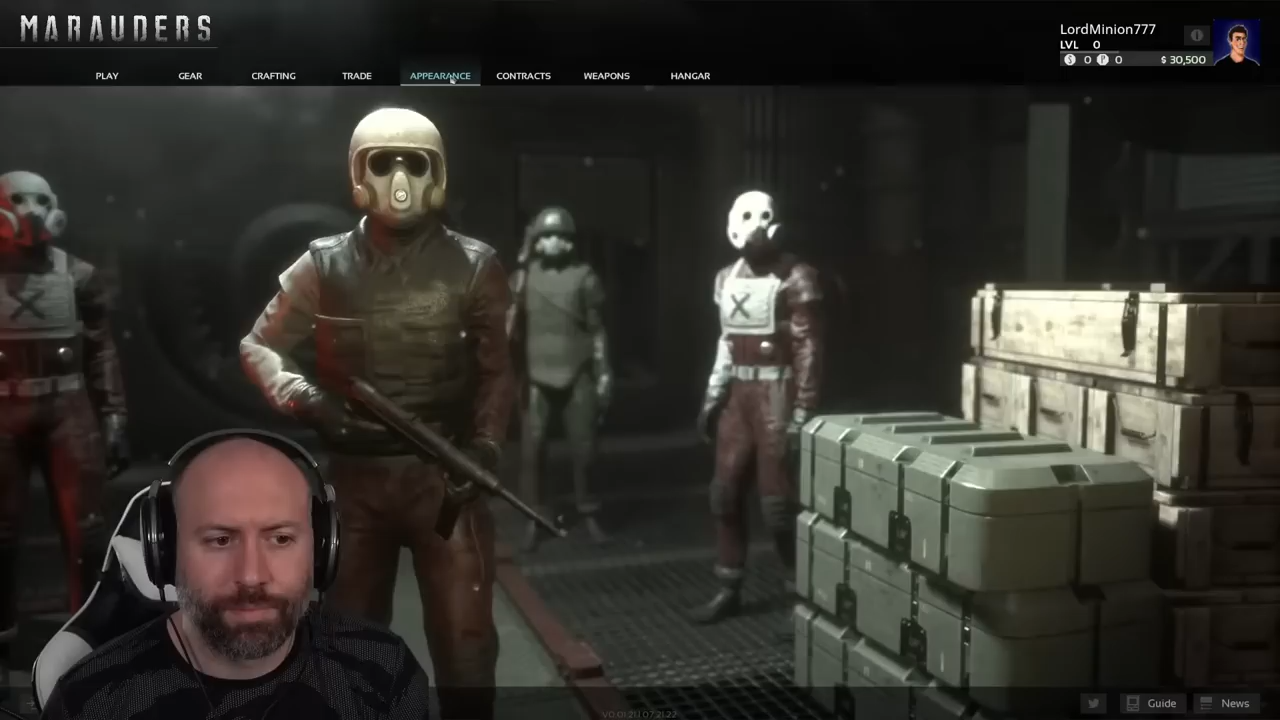 MARAUDERS
LordMinion777
LVL 0
S 0 P 0 $ 30,500
PLAY GEAR CRAFTING TRADE APPEARANCE CONTRACTS WEAPONS HANGAR
Guide News